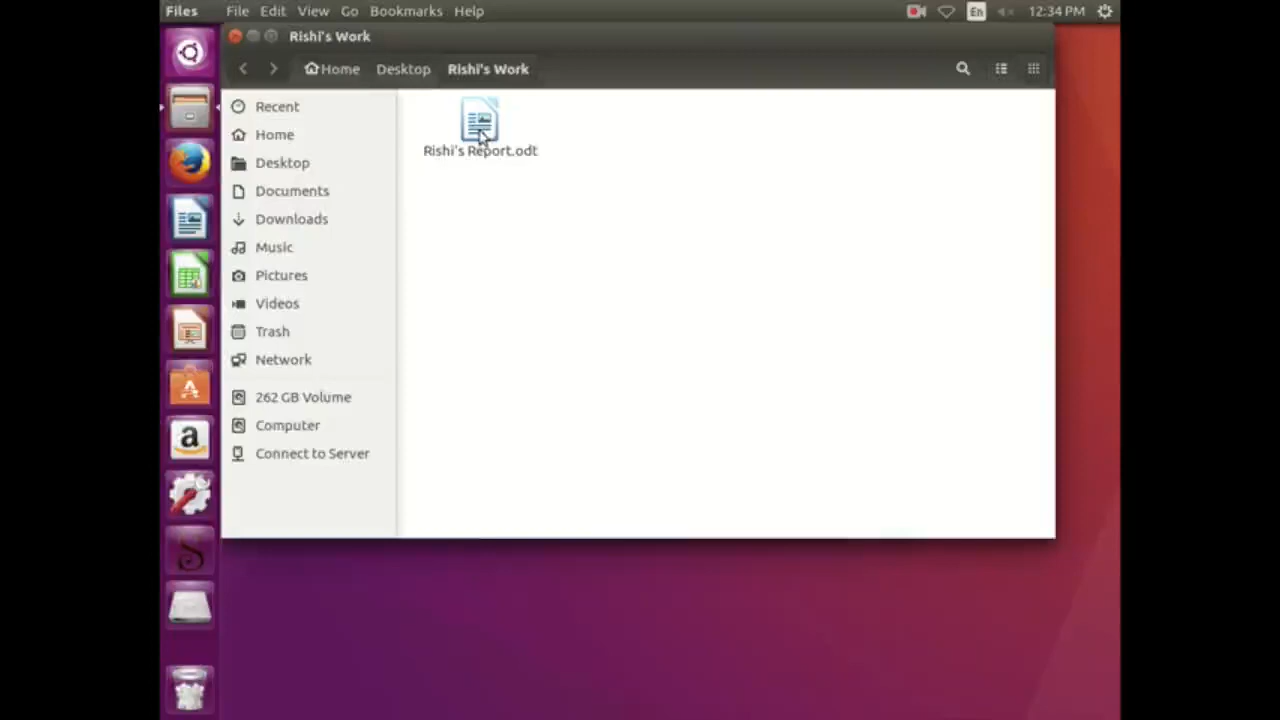 Files File Edit View Go Bookmarks Help En 12:34 PM
Rishi's Work
Home Desktop Rishi's Work
Recent
Home
Desktop
Documents
Downloads
Music
Pictures
Videos
Trash
Network
262 GB Volume
Computer
Connect to Server
Rishi's Report.odt
a